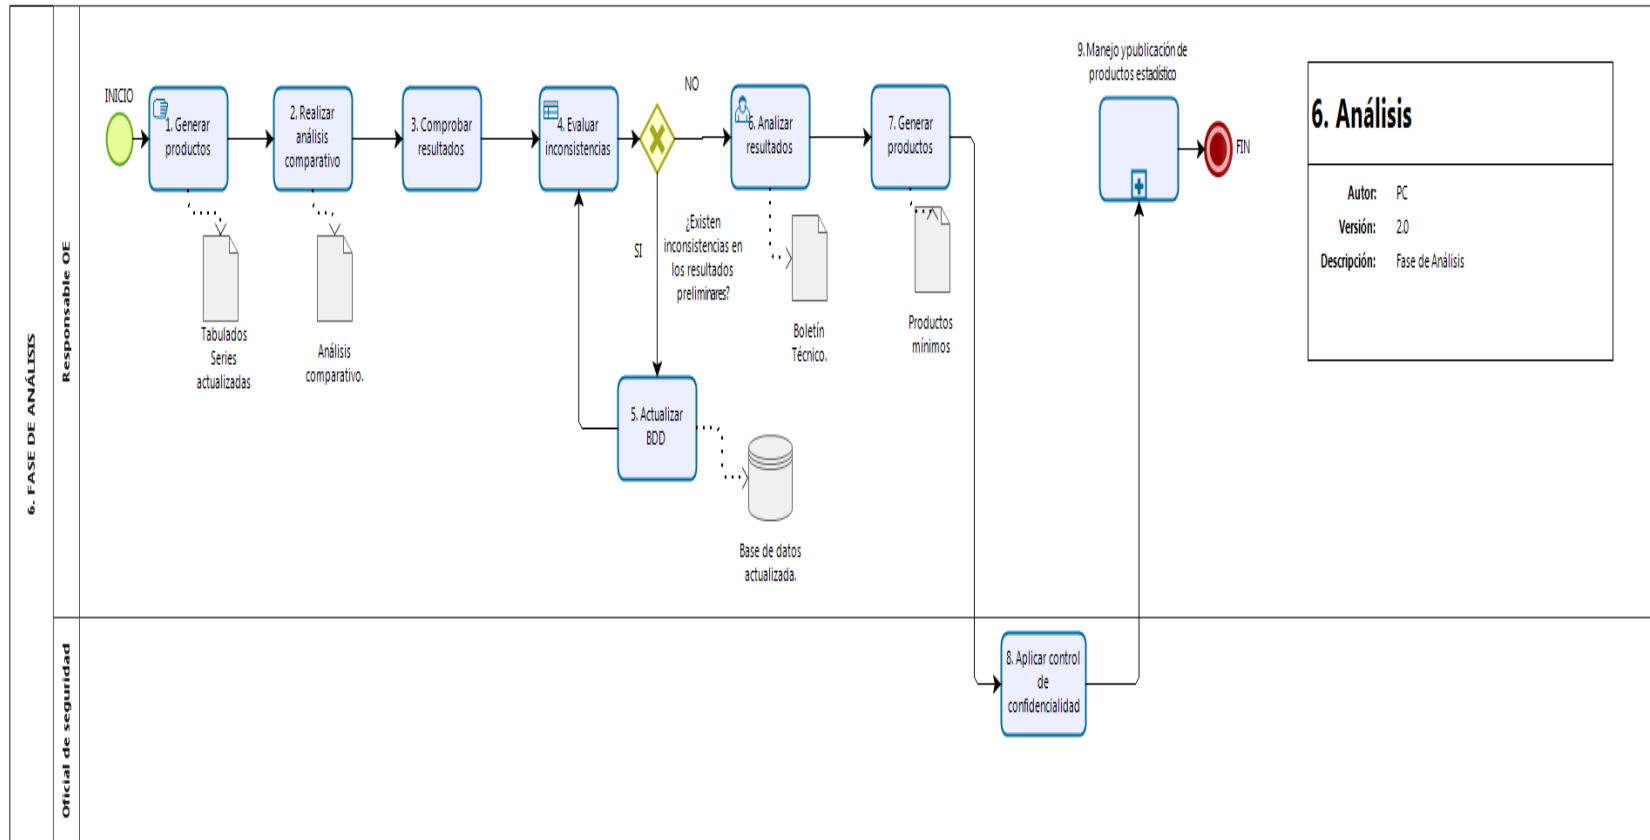 6. FASE DE ANÁLISIS
Responsable OE
Oficial de seguridad
INICIO
1. Generar
productos
2. Realizar
análisis
comparativo
3. Comprobar
resultados
4. Evaluar
inconsistencias
NO
SI
¿Existen
inconsistencias en
los resultados
preliminares?
6. Analizar
resultados
7. Generar
productos
9. Manejo y publicación de
productos estadístico
FIN
Tabulados
Series
actualizadas
Análisis
comparativo.
Boletín
Técnico.
Productos
mínimos
5. Actualizar
BDD
Base de datos
actualizada.
8. Aplicar control
de
confidencialidad
6. Análisis
Autor: PC
Versión: 2.0
Descripción: Fase de Análisis